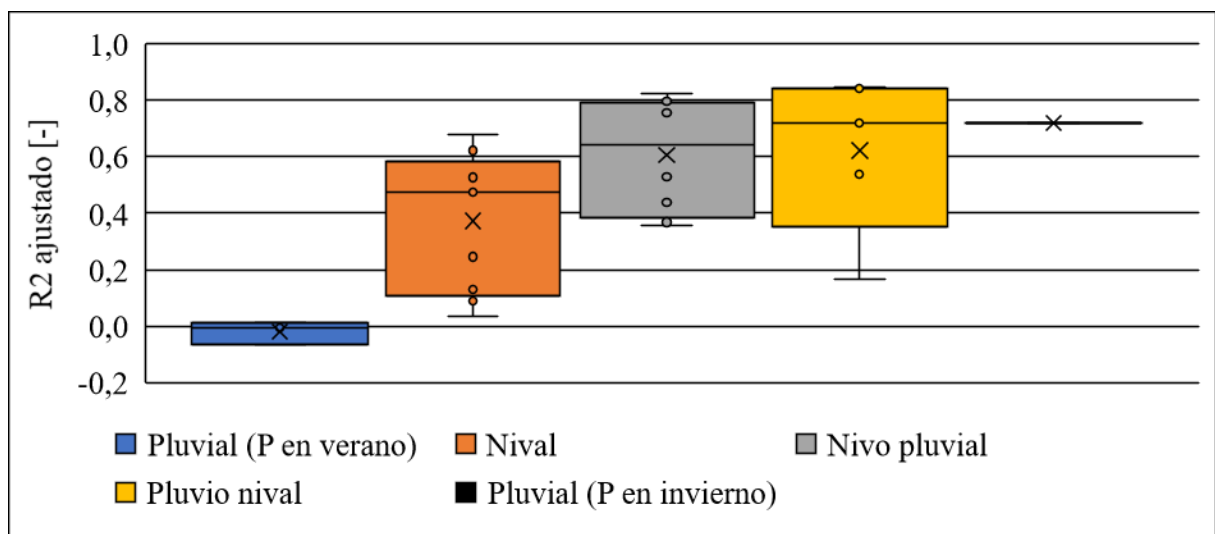 1,0
0,8
0,6
0,4
0,2
0,0
-0,2
R2 ajustado [-]
Pluvial (P en verano) Nival Nivo pluvial
Pluvio nival Pluvial (P en invierno)